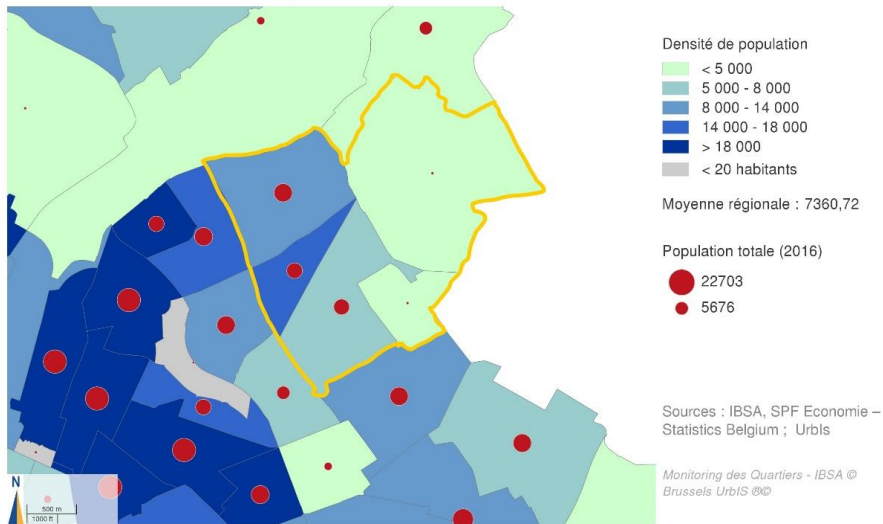 Densité de population
< 5 000
5 000 - 8 000
8 000 - 14 000
14 000 - 18 000
> 18 000
< 20 habitants
Moyenne régionale : 7360,72
Population totale (2016)
22703
5676
Sources : IBSA, SPF Economie –
Statistics Belgium ; UrbIs
Monitoring des Quartiers - IBSA ©
Brussels UrbIS ®©
N
500 m
1000 ft